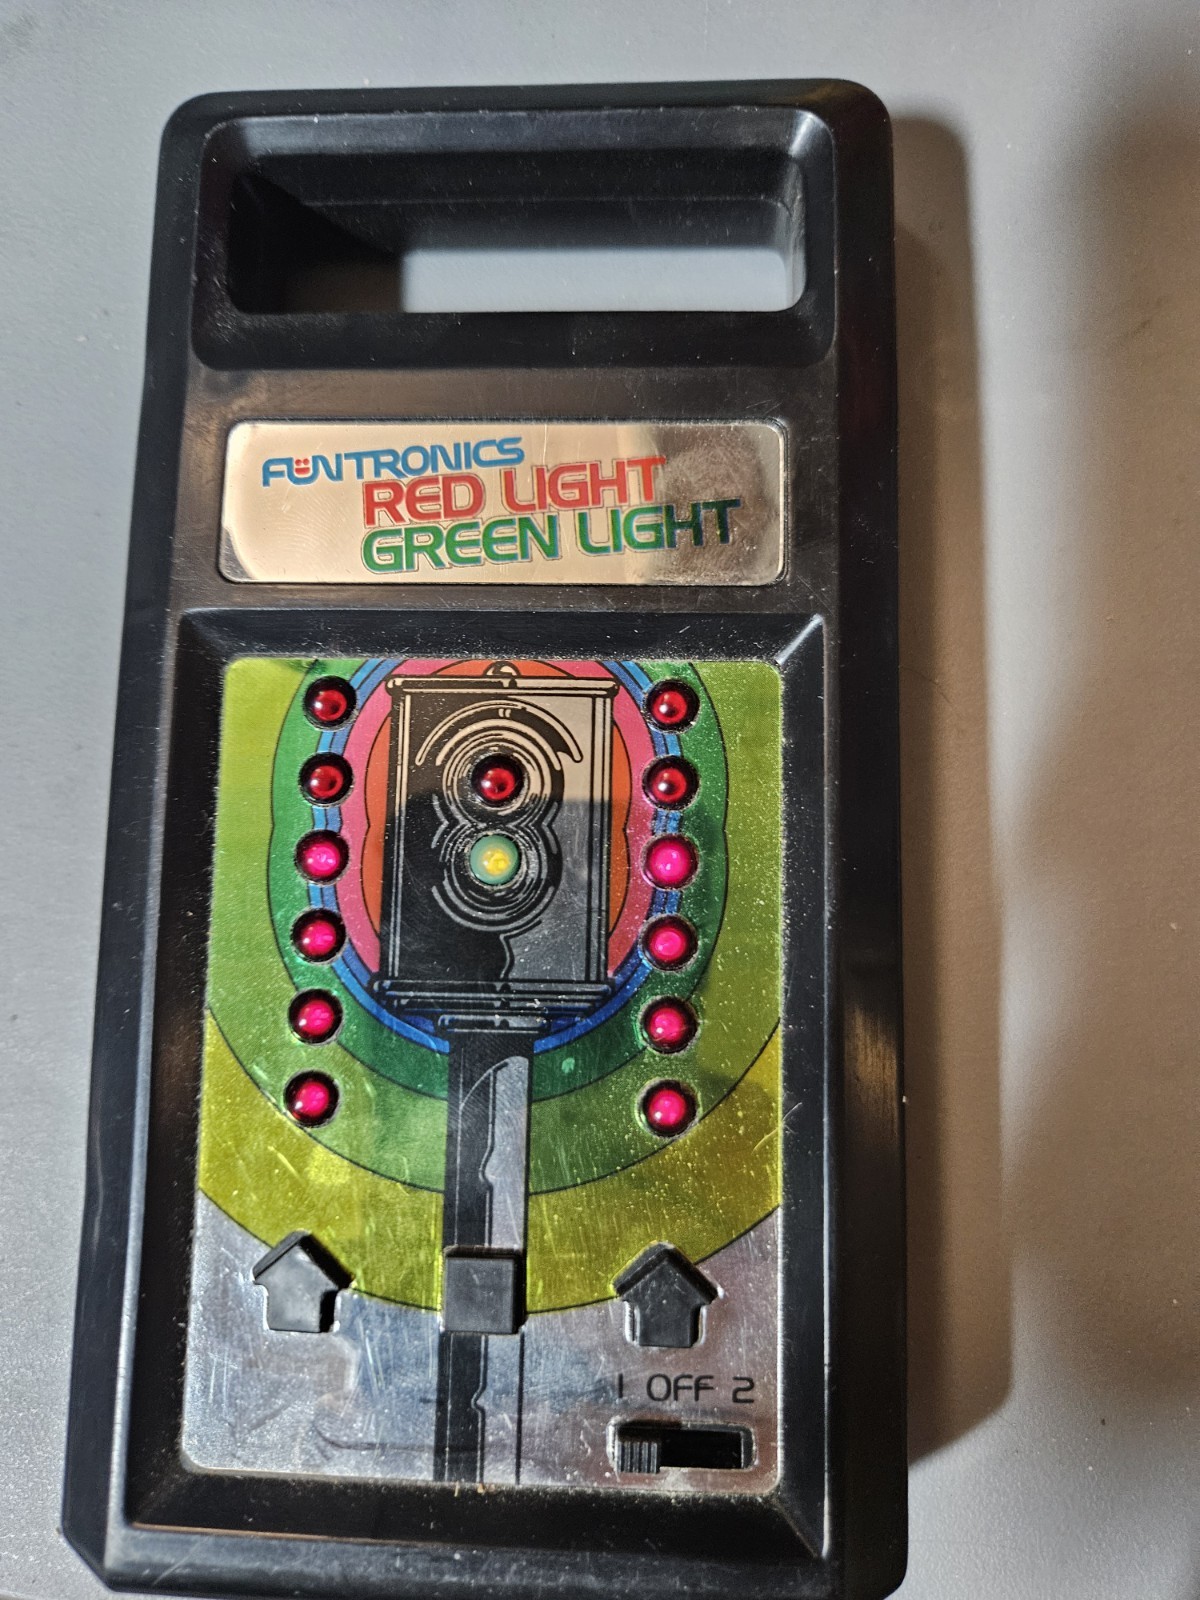 FUNTRONICS
RED LIGHT
GREEN LIGHT
1 OFF 2